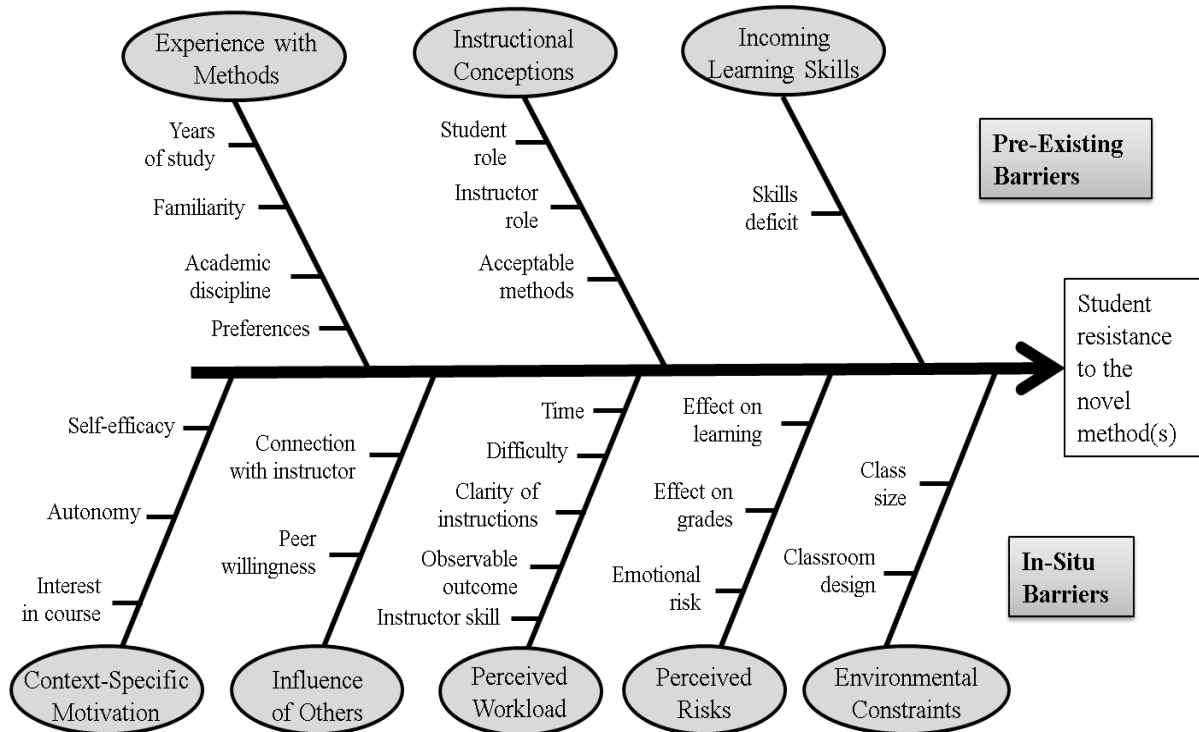 Experience with
Methods
Instructional
Conceptions
Incoming
Learning Skills
Years
of study
Familiarity
Academic
discipline
Preferences
Student
role
Instructor
role
Acceptable
methods
Skills
deficit
Pre-Existing
Barriers
Student
resistance
to the
novel
method(s)
Self-efficacy
Autonomy
Interest
in course
Connection
with instructor
Peer
willingness
Time
Difficulty
Clarity of
instructions
Observable
outcome
Instructor skill
Effect on
learning
Effect on
grades
Emotional
risk
Class
size
Classroom
design
In-Situ
Barriers
Context-Specific
Motivation
Influence
of Others
Perceived
Workload
Perceived
Risks
Environmental
Constraints